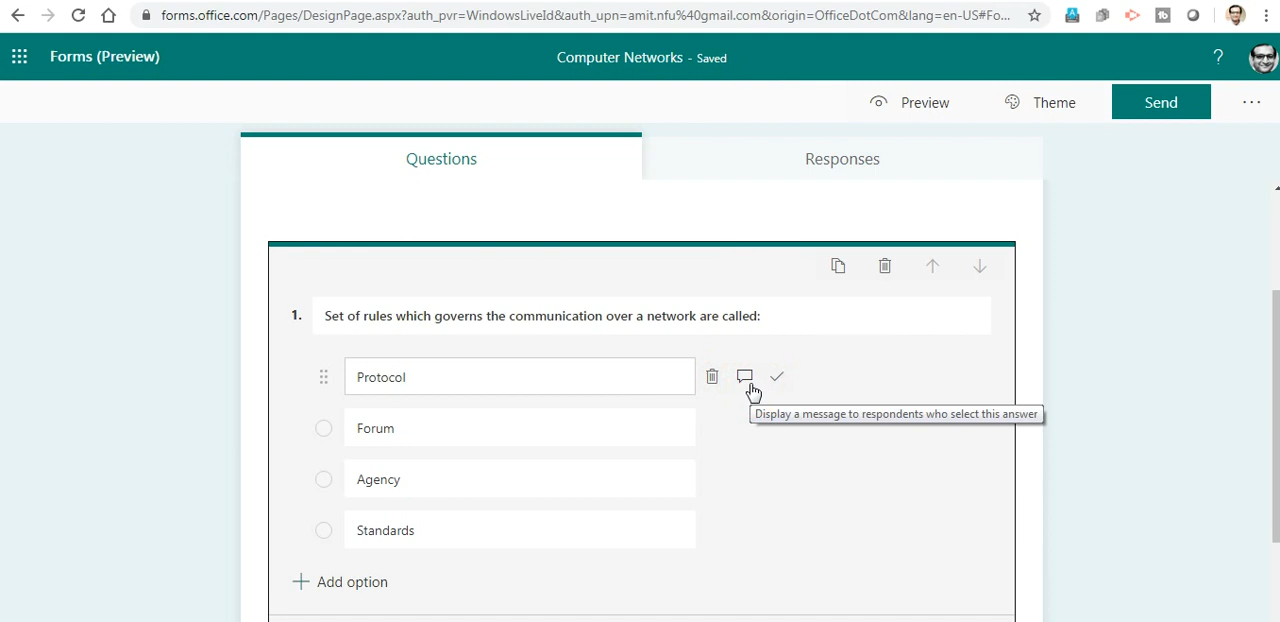 forms.office.com/Pages/DesignPage.aspx?auth_pvr=WindowsLiveId&auth_upn=amit.nfu%40gmail.com&origin=OfficeDotCom&lang=en-US#Fo...
Forms (Preview)
Computer Networks - Saved
?
Preview
Theme
Send
...
Questions
Responses
1. Set of rules which governs the communication over a network are called:
Protocol
Display a message to respondents who select this answer
Forum
Agency
Standards
+ Add option